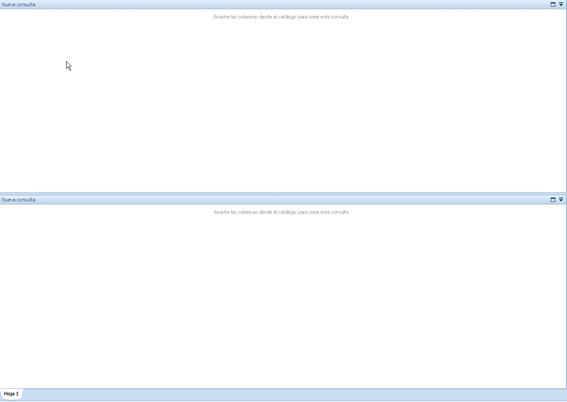 Nueva consulta
Arrastre las columnas desde el catálogo para crear esta consulta
Nueva consulta
Arrastre las columnas desde el catálogo para crear esta consulta
Hoja 1